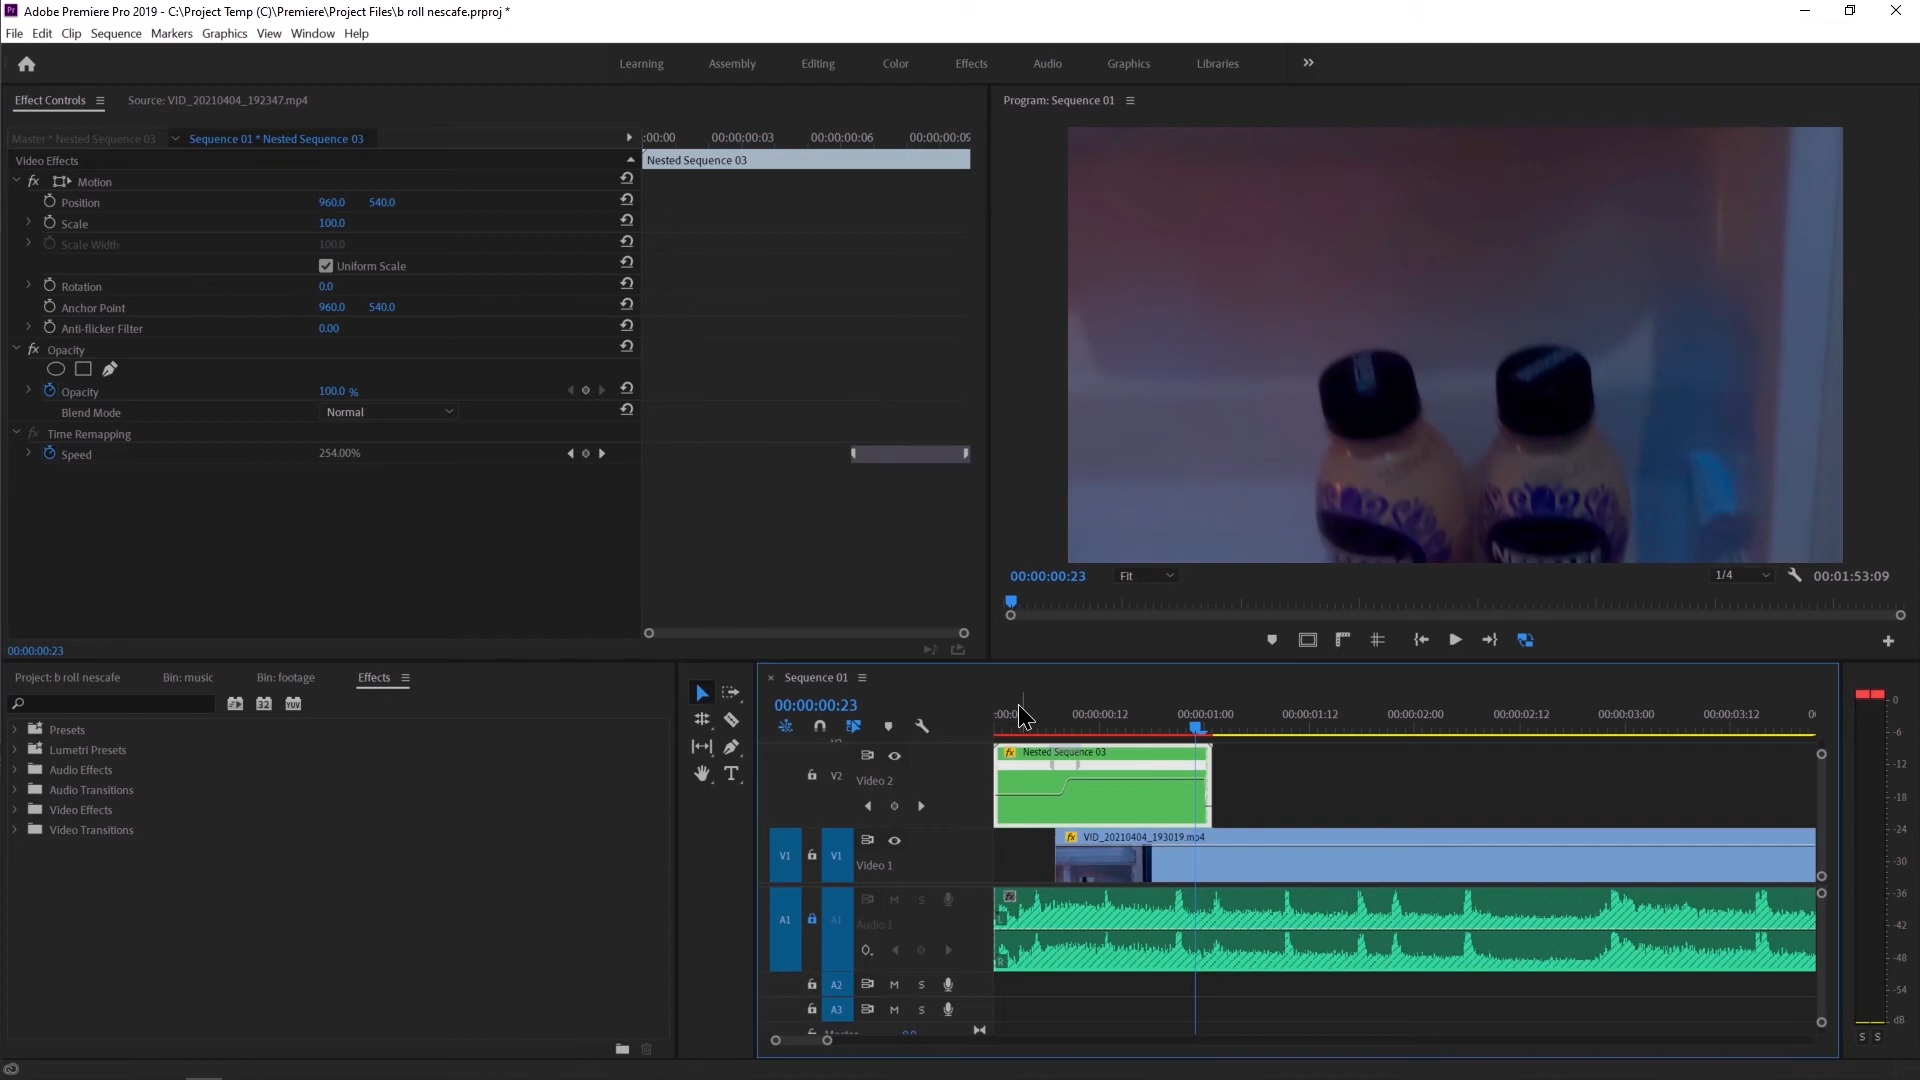 Adobe Premiere Pro 2019 - C:\Project Temp (C)\Premiere\Project Files\b roll nescafe.prproj *
File Edit Clip Sequence Markers Graphics View Window Help
Learning Assembly Editing Color Effects Audio Graphics Libraries
Effect Controls Source: VID_20210404_192347.mp4
Program: Sequence 01
Master * Nested Sequence 03 Sequence 01 * Nested Sequence 03
:00:00 00:00:00:03 00:00:00:06 00:00:00:09
Video Effects
Nested Sequence 03
fx Motion
Position 960.0 540.0
Scale 100.0
Scale Width 100.0
Uniform Scale
Rotation 0.0
Anchor Point 960.0 540.0
Anti-flicker Filter 0.00
fx Opacity
Opacity 100.0 %
Blend Mode Normal
fx Time Remapping
Speed 254.00%
00:00:00:23 Fit 1/4 00:01:53:09
00:00:00:23
Project: b roll nescafe Bin: music Bin: footage Effects
32 YUV
Presets
Lumetri Presets
Audio Effects
Audio Transitions
Video Effects
Video Transitions
Sequence 01
00:00:00:23
00:00:00:12 00:00:01:00 00:00:01:12 00:00:02:00 00:00:02:12 00:00:03:00 00:00:03:12
V2 Video 2
fx Nested Sequence 03
V1 V1 Video 1
fx VID_20210404_193019.mp4
A1 A1 M S
Audio 1
L
R
A2 M S
A3 M S
Master 0.0
0
-6
-12
-18
-24
-30
-36
-42
-48
-54
dB
S S